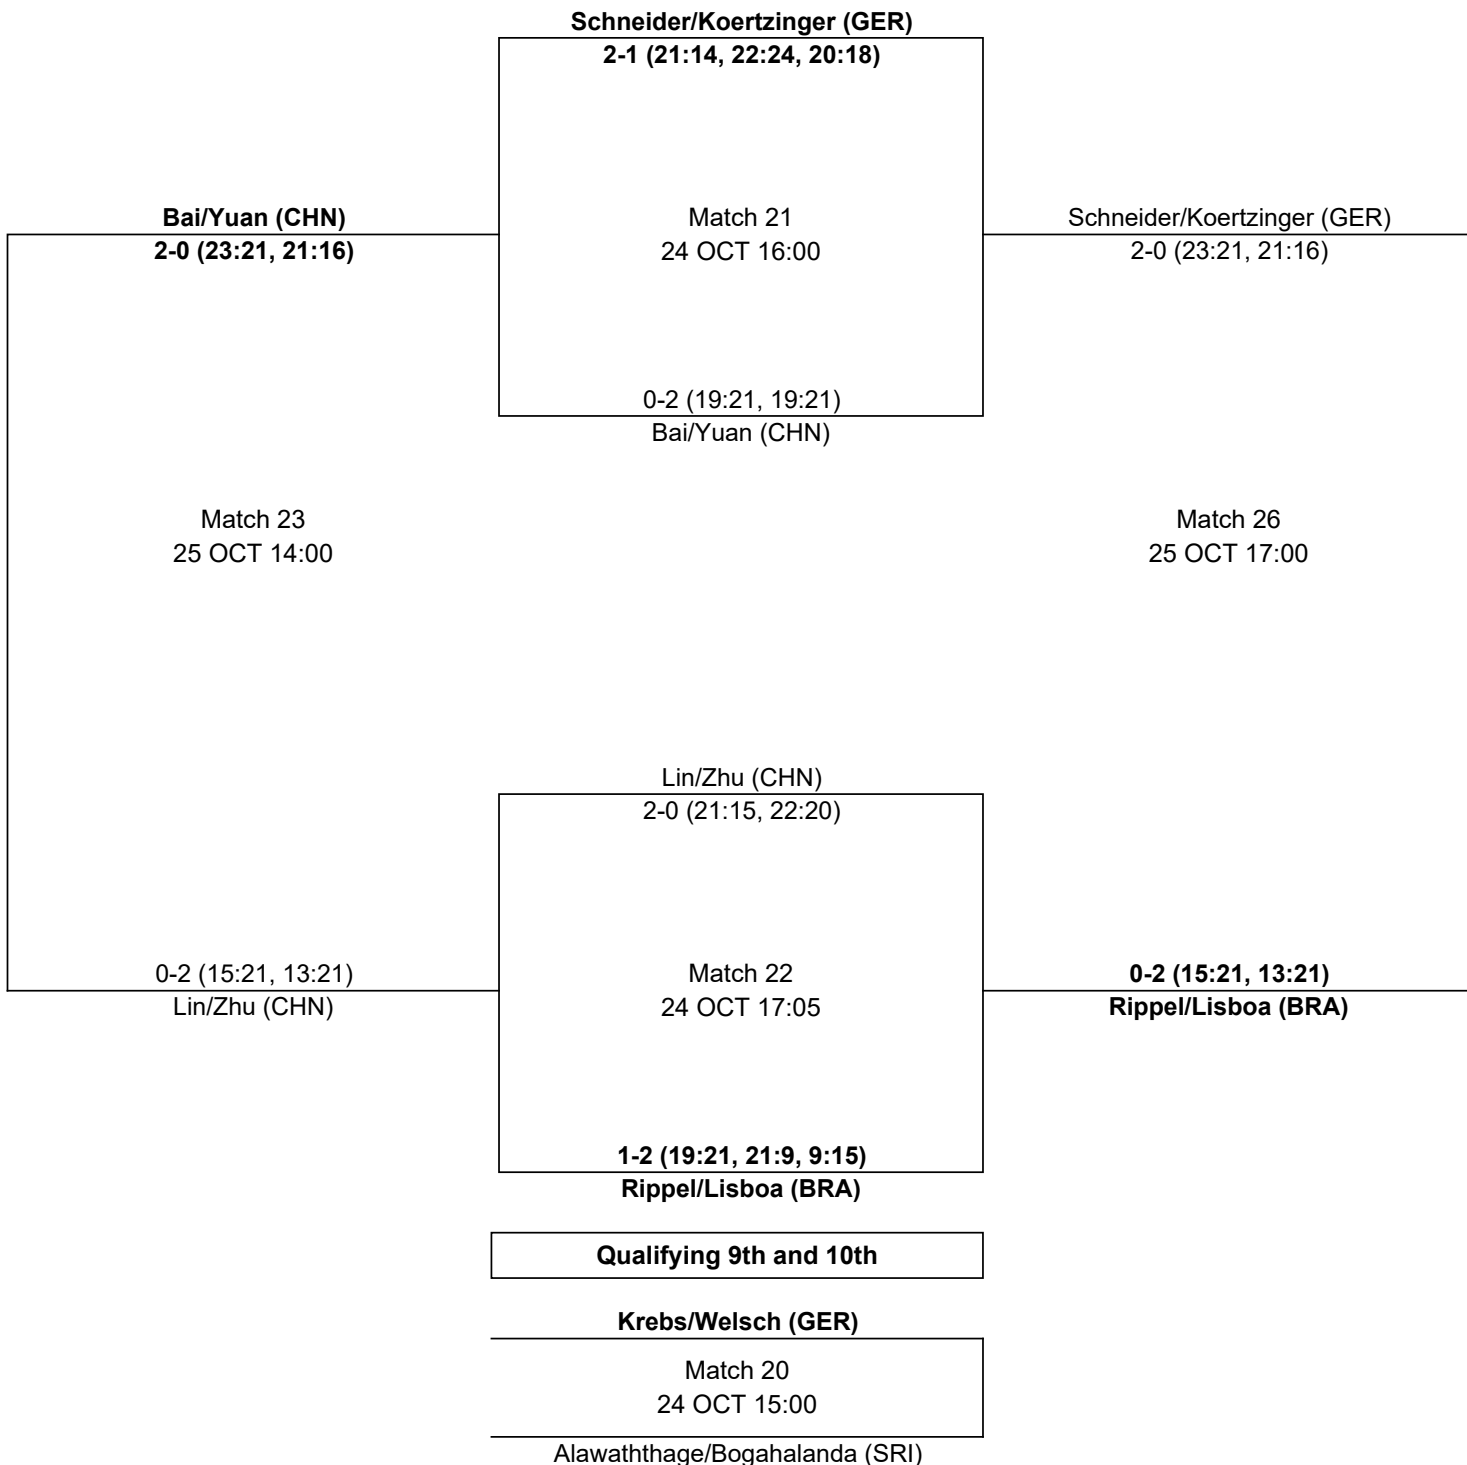 Schneider/Koertzinger (GER)
2-1 (21:14, 22:24, 20:18)
Bai/Yuan (CHN)
2-0 (23:21, 21:16)
Match 21
24 OCT 16:00
Schneider/Koertzinger (GER)
2-0 (23:21, 21:16)
0-2 (19:21, 19:21)
Bai/Yuan (CHN)
Match 23
25 OCT 14:00
Match 26
25 OCT 17:00
Lin/Zhu (CHN)
2-0 (21:15, 22:20)
0-2 (15:21, 13:21)
Lin/Zhu (CHN)
Match 22
24 OCT 17:05
0-2 (15:21, 13:21)
Rippel/Lisboa (BRA)
1-2 (19:21, 21:9, 9:15)
Rippel/Lisboa (BRA)
Qualifying 9th and 10th
Krebs/Welsch (GER)
Match 20
24 OCT 15:00
Alawaththage/Bogahalanda (SRI)